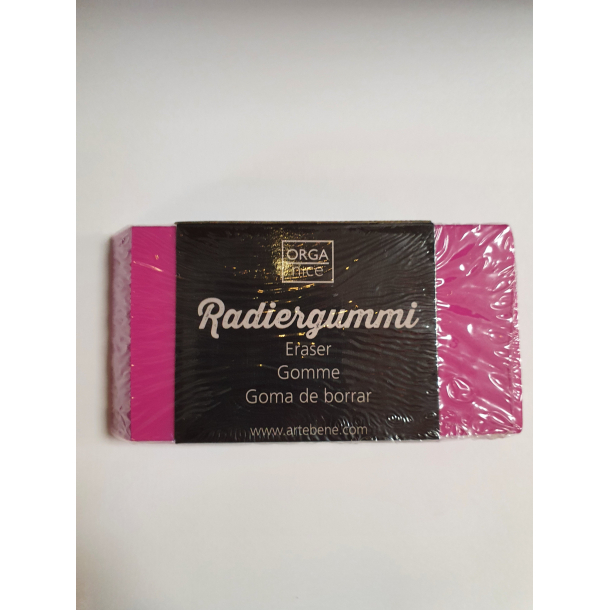 ORGA
nice
Radiergummi
Eraser
Gomme
Goma de borrar
www.artebene.com